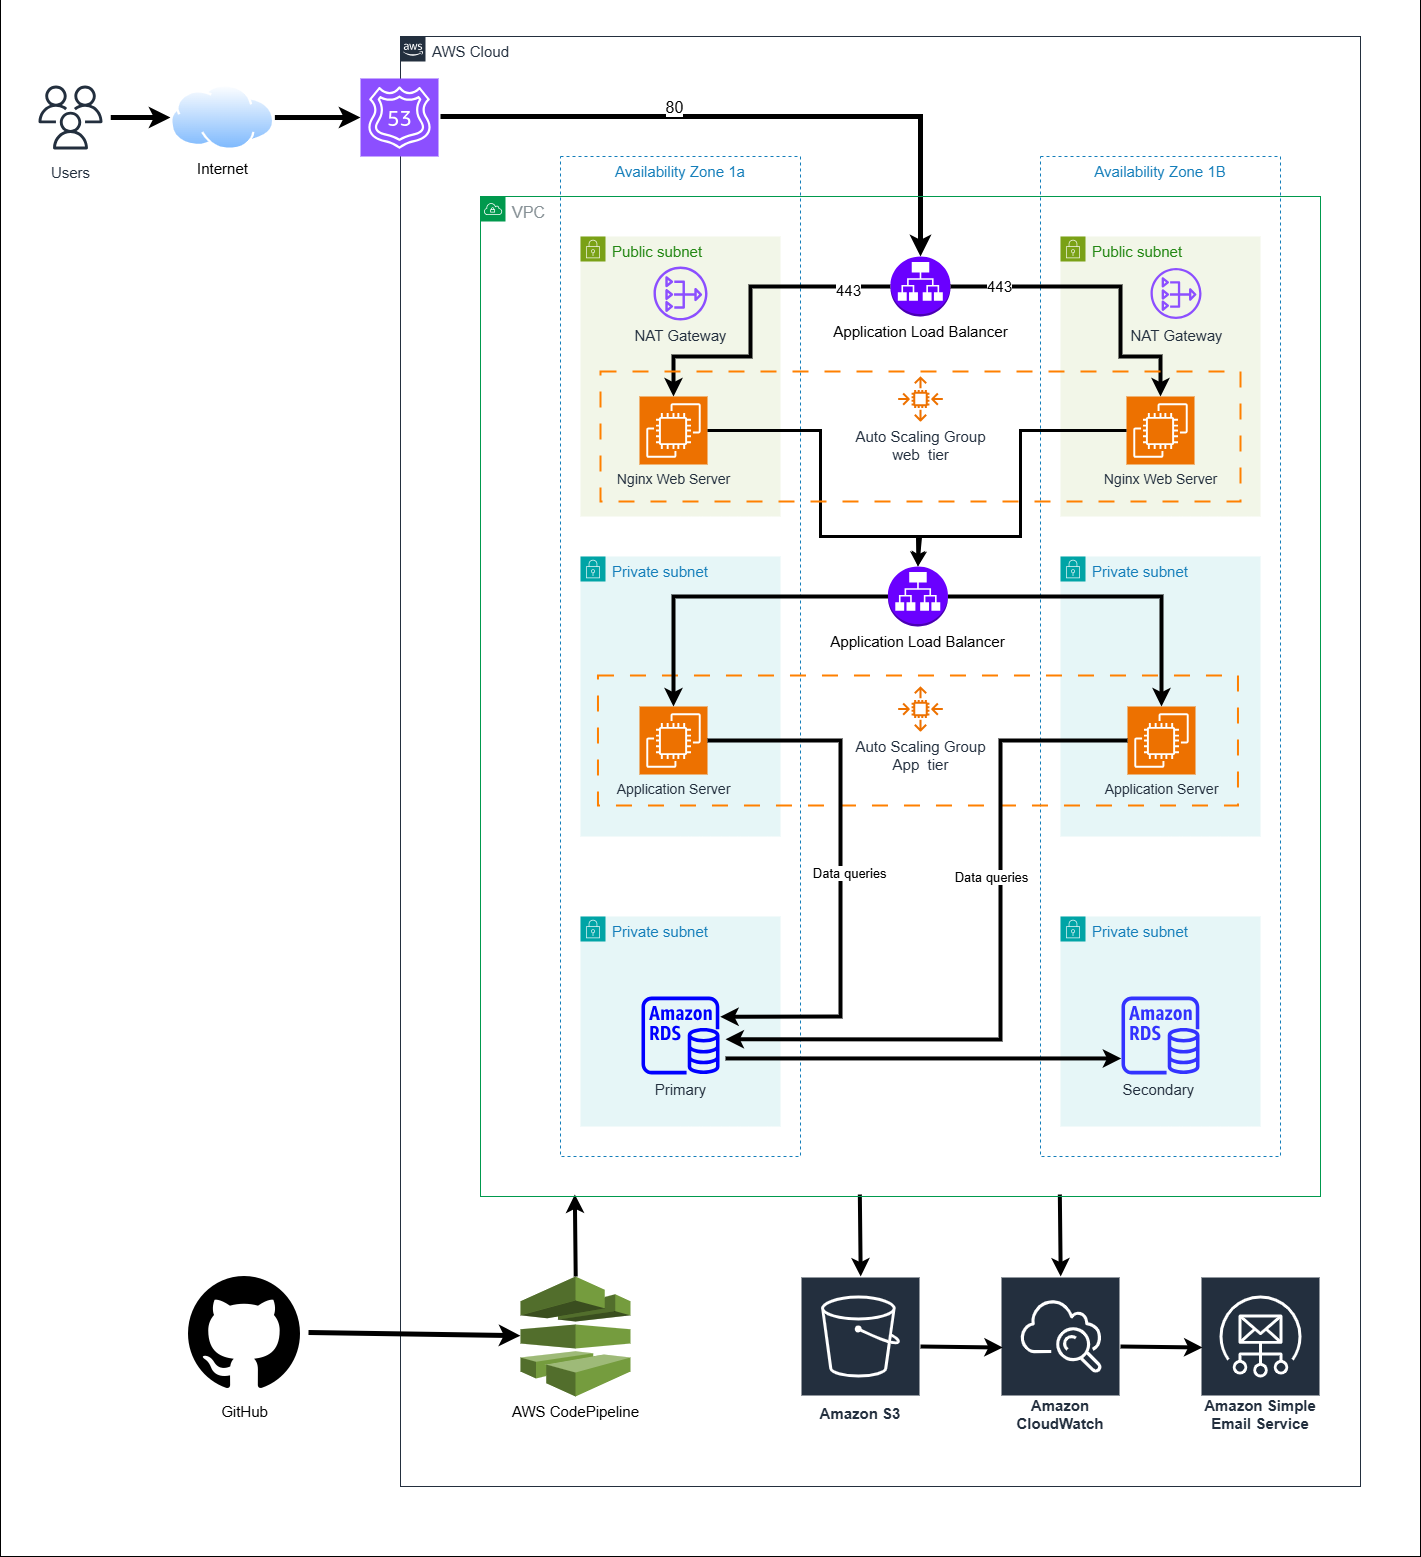 aws
AWS Cloud
53
80
Users
Internet
Availability Zone 1a
Availability Zone 1B
VPC
Public subnet
Public subnet
443
443
NAT Gateway
Application Load Balancer
NAT Gateway
Auto Scaling Group
web tier
Nginx Web Server
Nginx Web Server
Private subnet
Private subnet
Application Load Balancer
Auto Scaling Group
App tier
Application Server
Application Server
Data queries
Data queries
Private subnet
Private subnet
Amazon
RDS
Amazon
RDS
Primary
Secondary
GitHub
AWS CodePipeline
Amazon S3
Amazon
CloudWatch
Amazon Simple
Email Service